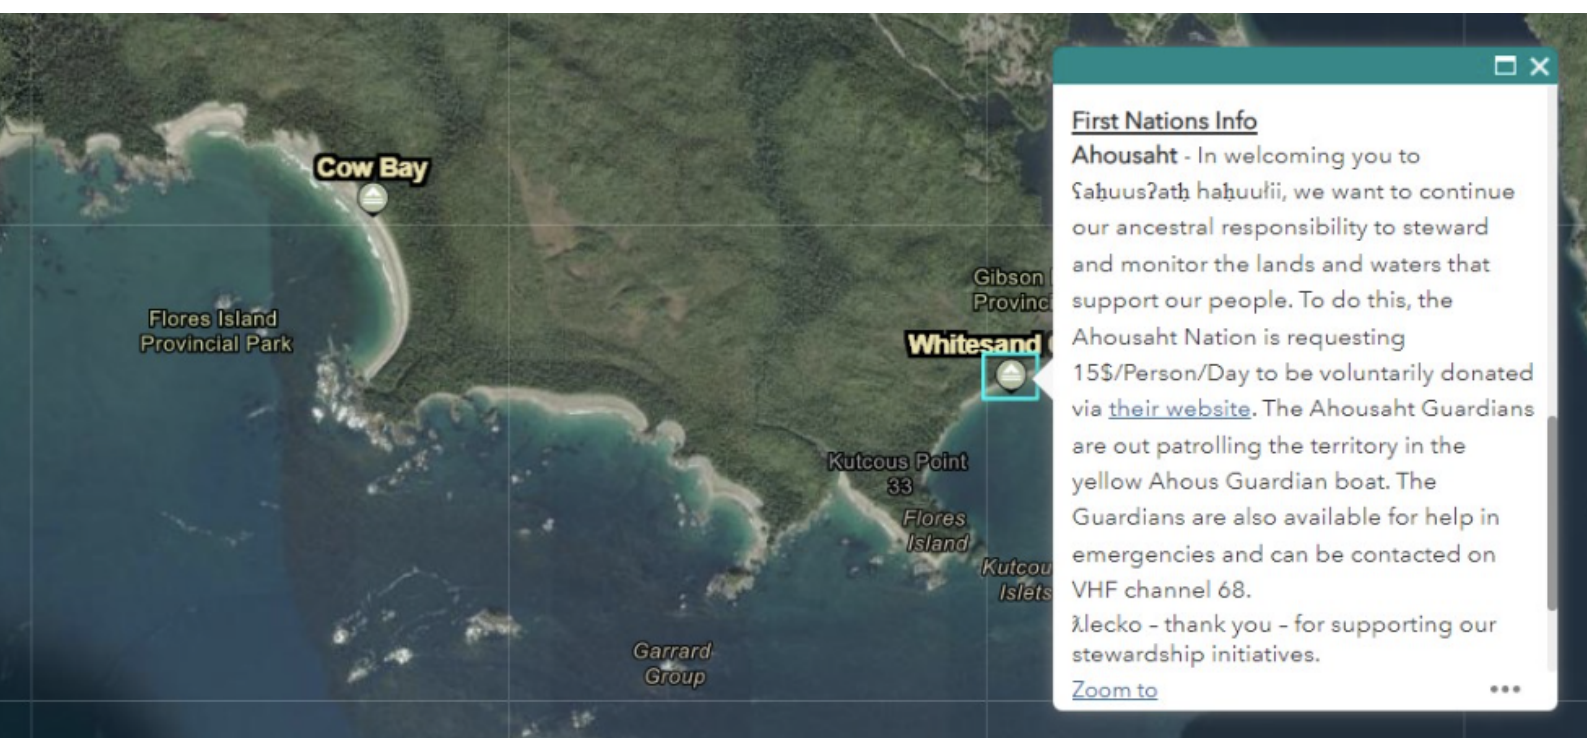 Cow Bay
Flores Island
Provincial Park
Gibson
Provinci
Whitesand
Kutcous Point
33
Flores
Island
Kutcou
Islets
Garrard
Group
First Nations Info
Ahousaht - In welcoming you to
ʕaḥuusʔatḥ haḥuułii, we want to continue
our ancestral responsibility to steward
and monitor the lands and waters that
support our people. To do this, the
Ahousaht Nation is requesting
15$/Person/Day to be voluntarily donated
via their website. The Ahousaht Guardians
are out patrolling the territory in the
yellow Ahous Guardian boat. The
Guardians are also available for help in
emergencies and can be contacted on
VHF channel 68.
ƛlecko – thank you – for supporting our
stewardship initiatives.
Zoom to